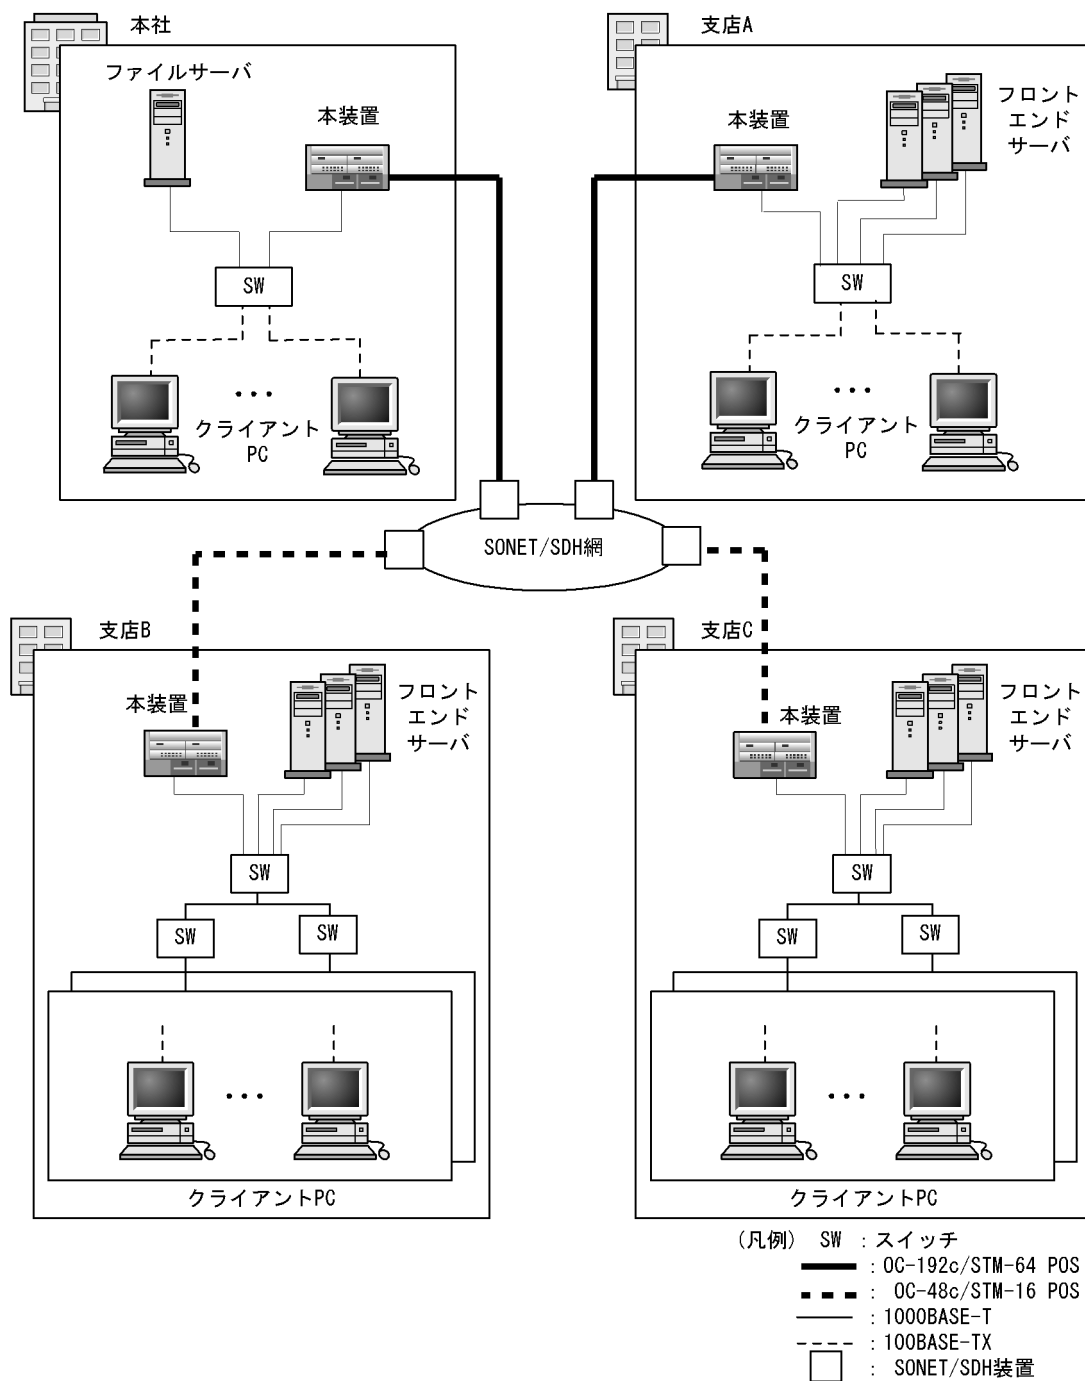 本社
ファイルサーバ
本装置
SW
・・・
クライアント
PC
支店A
本装置
フロント
エンド
サーバ
SW
・・・
クライアント
PC
SONET/SDH網
支店B
本装置
フロント
エンド
サーバ
SW
SW
SW
・・・
クライアントPC
支店C
本装置
フロント
エンド
サーバ
SW
SW
SW
・・・
クライアントPC
(凡例) SW :スイッチ
:OC-192c/STM-64 POS
: OC-48c/STM-16 POS
:1000BASE-T
:100BASE-TX
: SONET/SDH装置